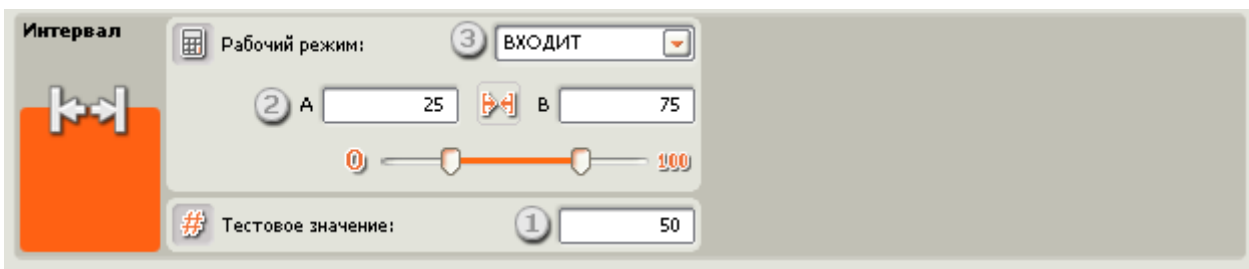 Интервал
Рабочий режим: 3 ВХОДИТ
2 A 25 B 75
0 100
# Тестовое значение: 1 50